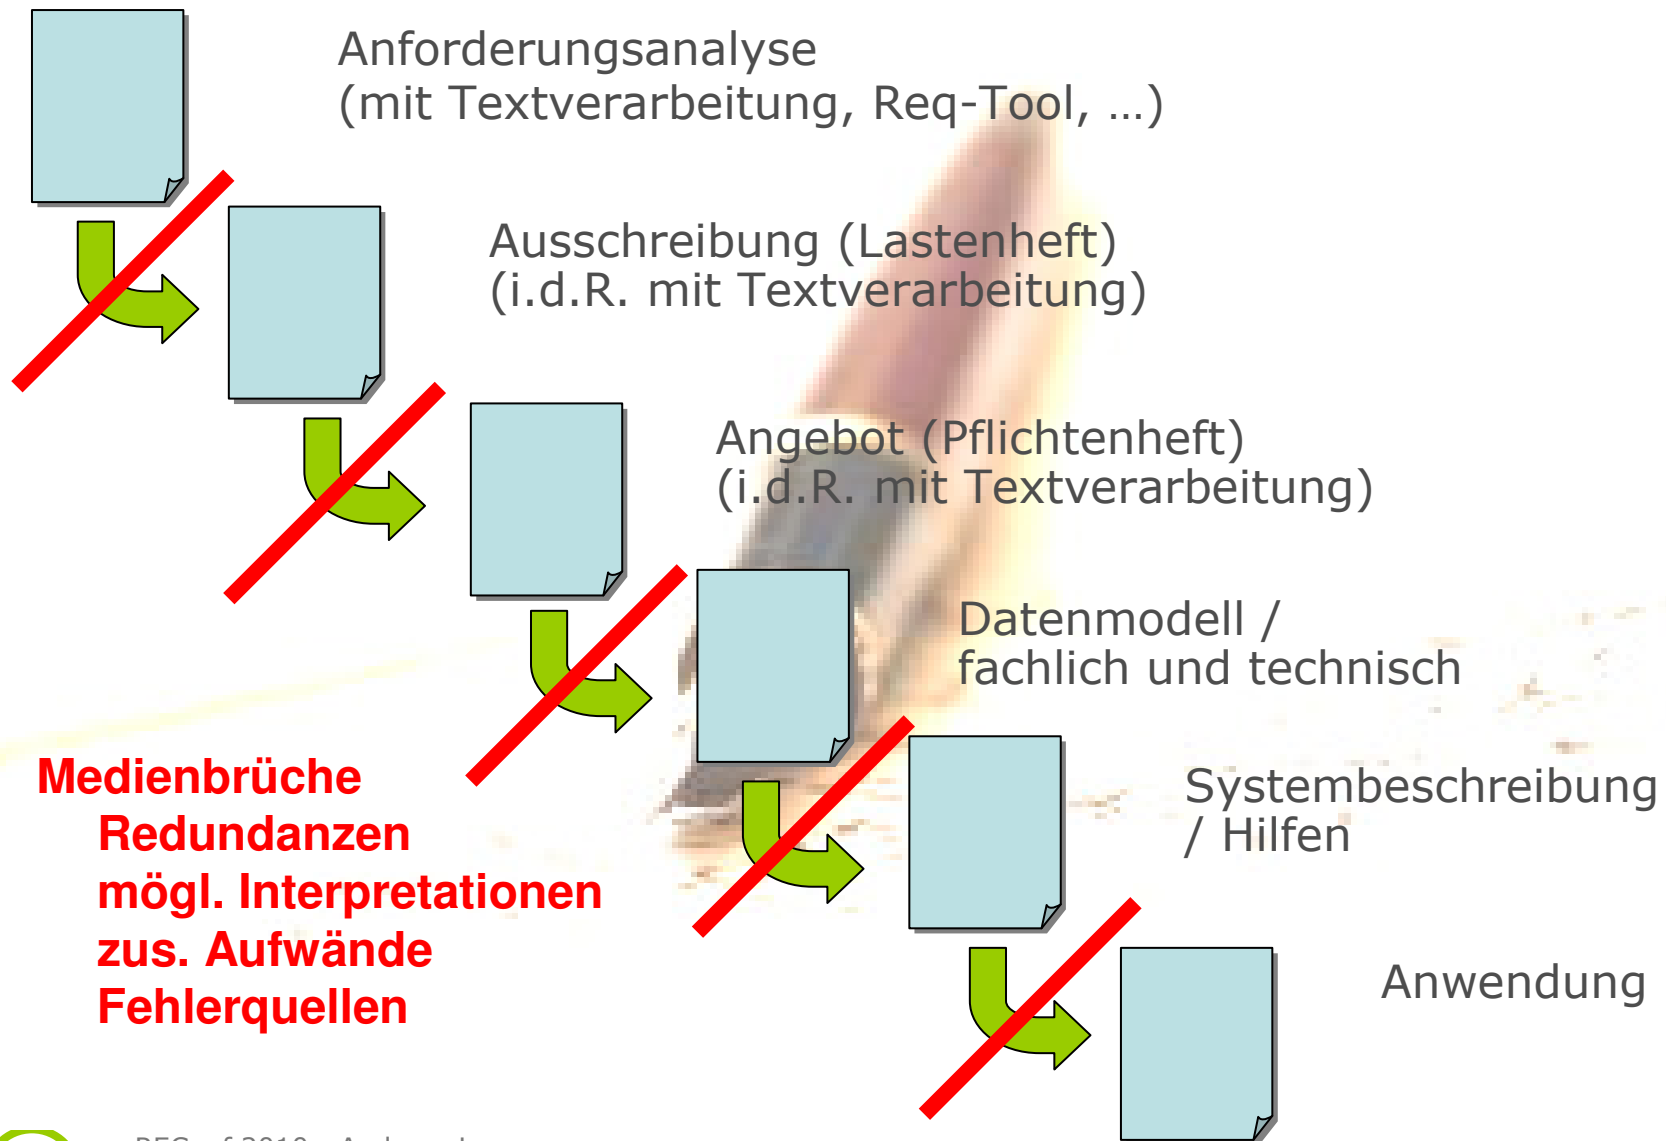 Anforderungsanalyse
(mit Textverarbeitung, Req-Tool, …)
Ausschreibung (Lastenheft)
(i.d.R. mit Textverarbeitung)
Angebot (Pflichtenheft)
(i.d.R. mit Textverarbeitung)
Datenmodell /
fachlich und technisch
Systembeschreibung
/ Hilfen
Anwendung
Medienbrüche
Redundanzen
mögl. Interpretationen
zus. Aufwände
Fehlerquellen